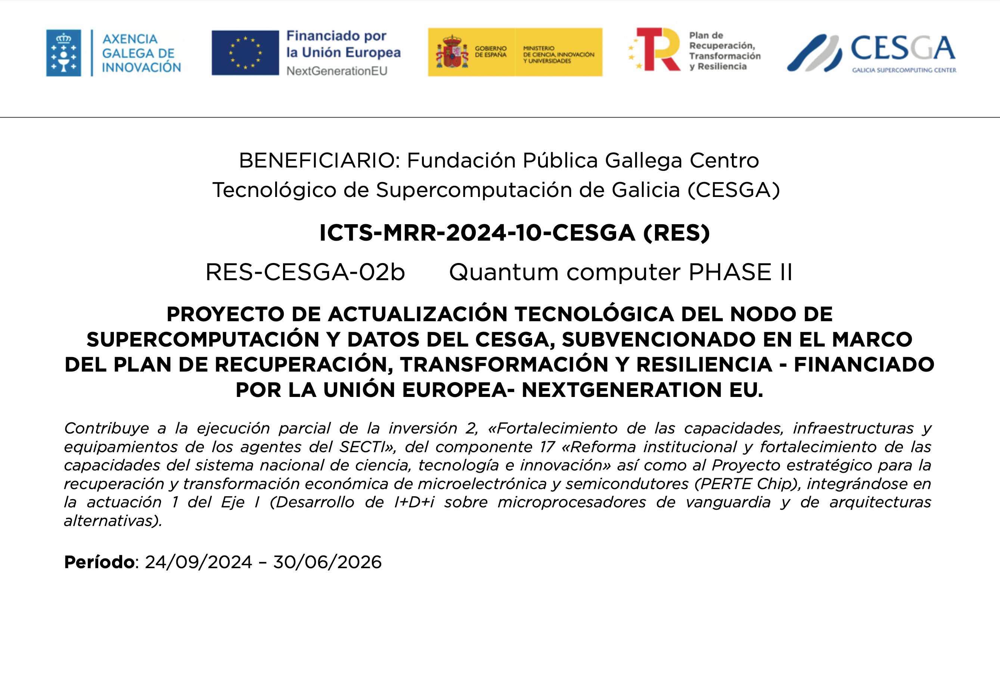 AXENCIA
GALEGA DE
INNOVACIÓN
Financiado por
la Unión Europea
NextGenerationEU
GOBIERNO
DE ESPAÑA
MINISTERIO
DE CIENCIA, INNOVACIÓN
Y UNIVERSIDADES
Plan de
Recuperación,
Transformación
y Resiliencia
CESGA
GALICIA SUPERCOMPUTING CENTER
BENEFICIARIO: Fundación Pública Gallega Centro
Tecnológico de Supercomputación de Galicia (CESGA)
ICTS-MRR-2024-10-CESGA (RES)
RES-CESGA-02b Quantum computer PHASE II
PROYECTO DE ACTUALIZACIÓN TECNOLÓGICA DEL NODO DE
SUPERCOMPUTACIÓN Y DATOS DEL CESGA, SUBVENCIONADO EN EL MARCO
DEL PLAN DE RECUPERACIÓN, TRANSFORMACIÓN Y RESILIENCIA - FINANCIADO
POR LA UNIÓN EUROPEA- NEXTGENERATION EU.
Contribuye a la ejecución parcial de la inversión 2, «Fortalecimiento de las capacidades, infraestructuras y
equipamientos de los agentes del SECTI», del componente 17 «Reforma institucional y fortalecimiento de las
capacidades del sistema nacional de ciencia, tecnología e innovación» así como al Proyecto estratégico para la
recuperación y transformación económica de microelectrónica y semicondutores (PERTE Chip), integrándose en
la actuación 1 del Eje I (Desarrollo de I+D+i sobre microprocesadores de vanguardia y de arquitecturas
alternativas).
Período: 24/09/2024 – 30/06/2026